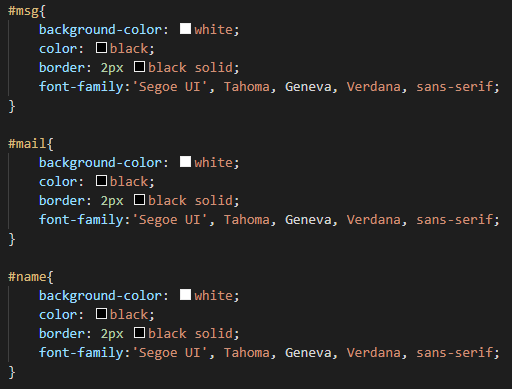 #msg{
background-color: white;
color: black;
border: 2px black solid;
font-family:'Segoe UI', Tahoma, Geneva, Verdana, sans-serif;
}
#mail{
background-color: white;
color: black;
border: 2px black solid;
font-family:'Segoe UI', Tahoma, Geneva, Verdana, sans-serif;
}
#name{
background-color: white;
color: black;
border: 2px black solid;
font-family:'Segoe UI', Tahoma, Geneva, Verdana, sans-serif;
}